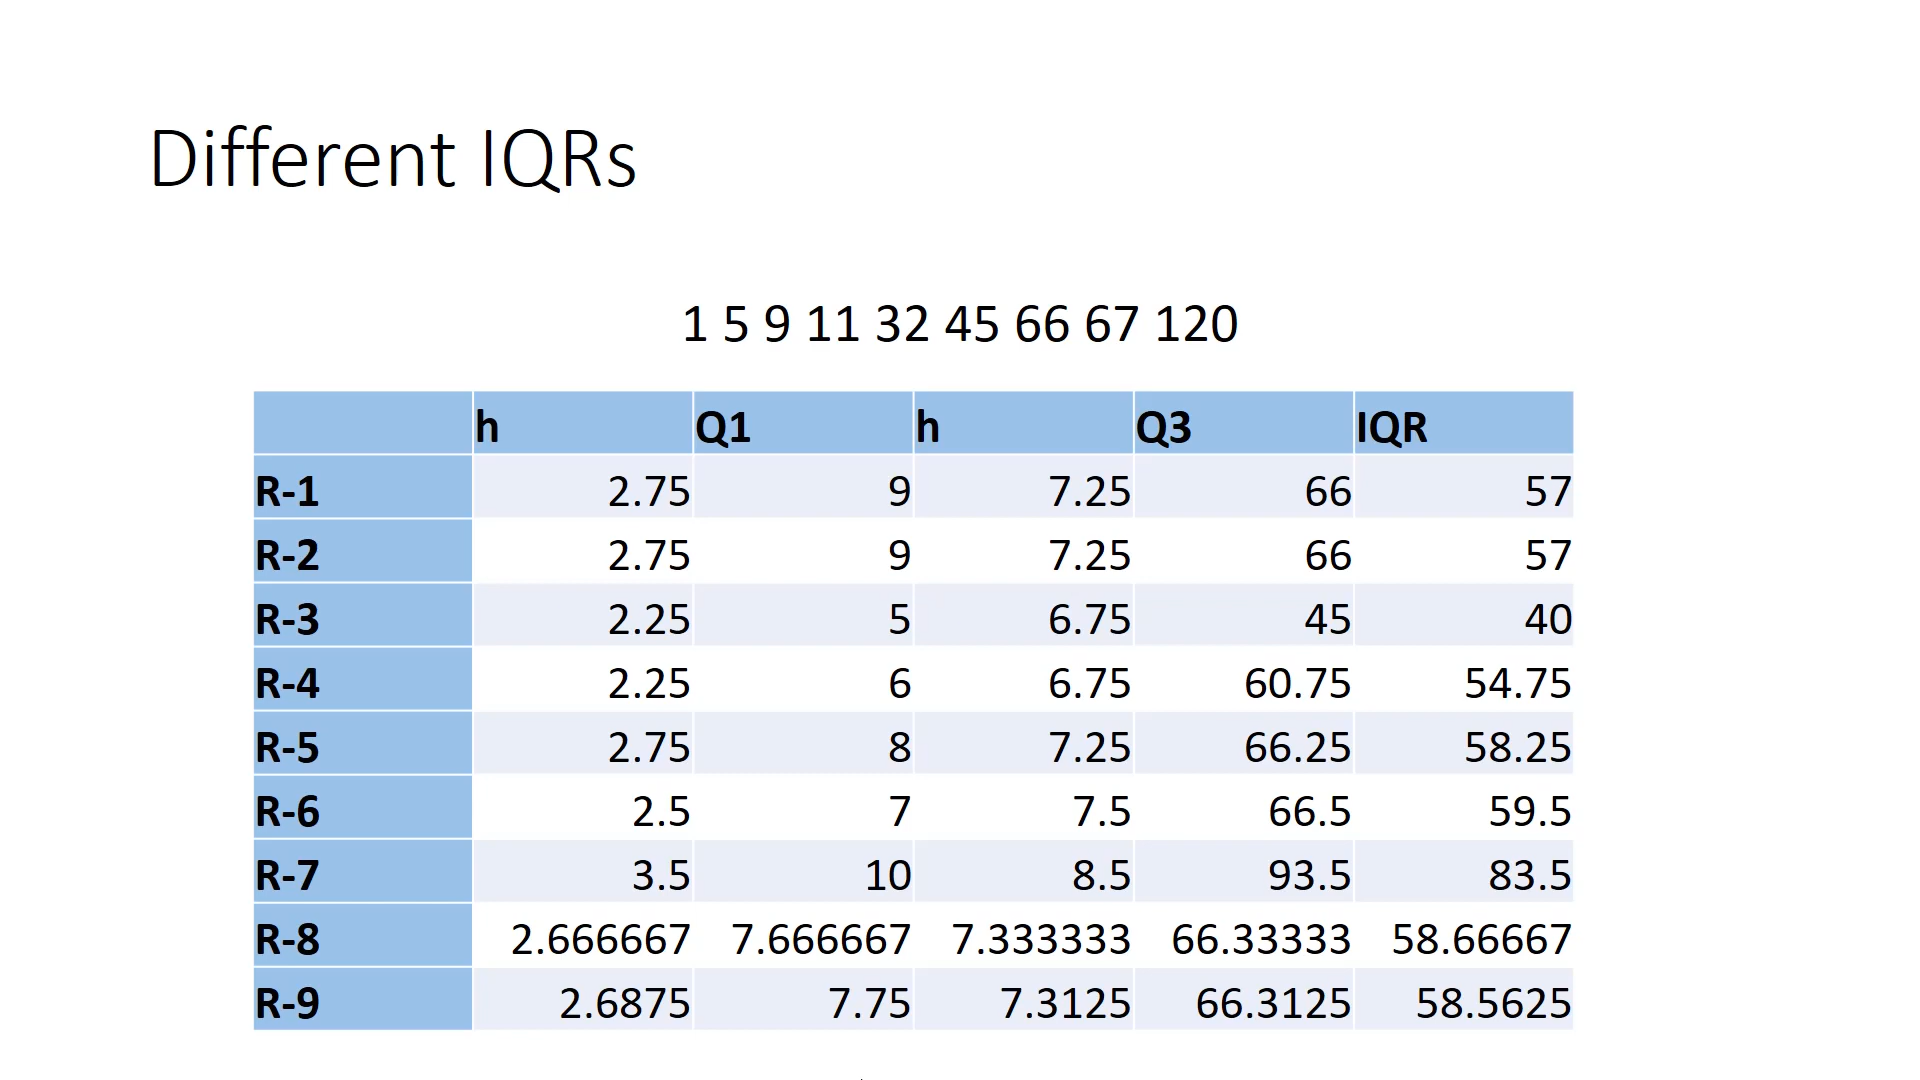 Different IQRs
1 5 9 11 32 45 66 67 120
h Q1 h Q3 IQR
R-1 2.75 9 7.25 66 57
R-2 2.75 9 7.25 66 57
R-3 2.25 5 6.75 45 40
R-4 2.25 6 6.75 60.75 54.75
R-5 2.75 8 7.25 66.25 58.25
R-6 2.5 7 7.5 66.5 59.5
R-7 3.5 10 8.5 93.5 83.5
R-8 2.666667 7.666667 7.333333 66.33333 58.66667
R-9 2.6875 7.75 7.3125 66.3125 58.5625